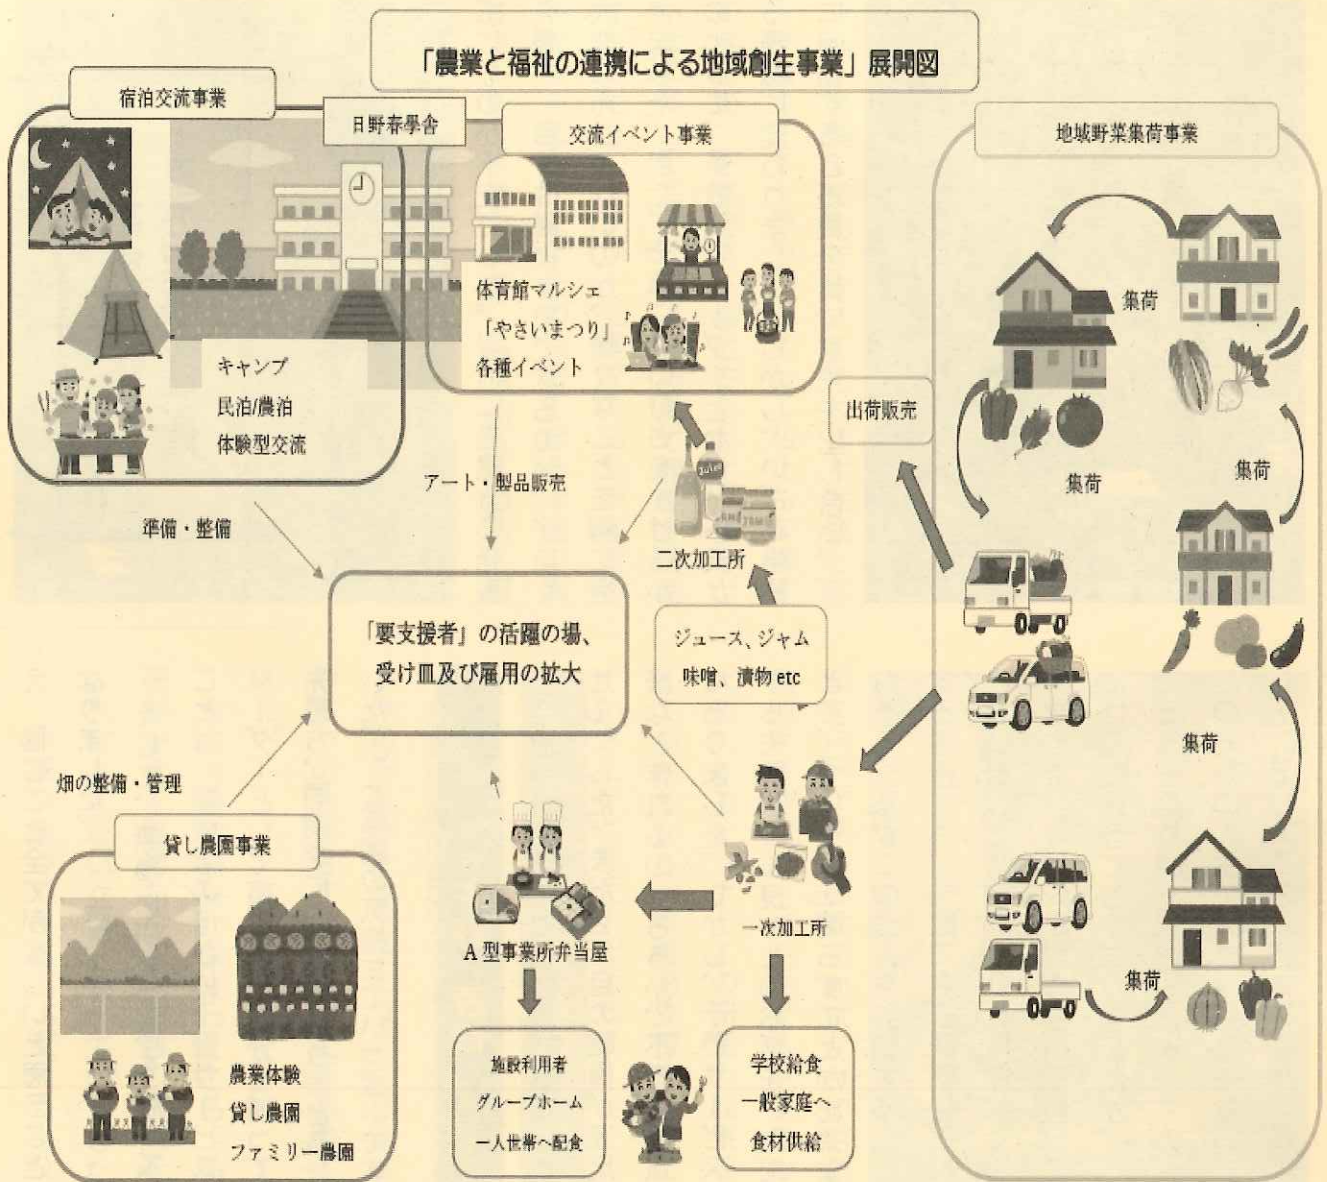 「農業と福祉の連携による地域創生事業」展開図
宿泊交流事業
日野春學舎
交流イベント事業
地域野菜集荷事業
キャンプ
民泊/農泊
体験型交流
体育館マルシェ
「やさいまつり」
各種イベント
出荷販売
集荷
集荷
集荷
集荷
集荷
準備・整備
アート・製品販売
二次加工所
ジュース、ジャム
味噌、漬物 etc
「要支援者」の活躍の場、
受け皿及び雇用の拡大
畑の整備・管理
貸し農園事業
農業体験
貸し農園
ファミリー農園
A 型事業所弁当屋
一次加工所
施設利用者
グループホーム
一人世帯へ配食
学校給食
一般家庭へ
食材供給